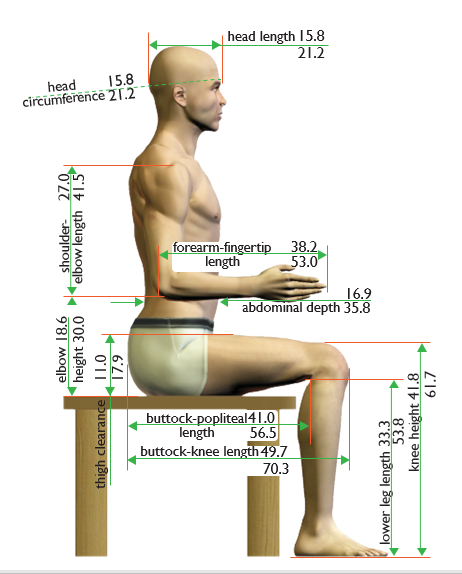 head length 15.8
21.2
head 15.8
circumference 21.2
27.0
shoulder-
elbow length 41.5
forearm-fingertip 38.2
length 53.0
16.9
abdominal depth 35.8
elbow 18.6
height 30.0
11.0
thigh clearance 17.9
buttock-popliteal 41.0
length 56.5
buttock-knee length 49.7
70.3
lower leg length 33.3
53.8
knee height 41.8
61.7